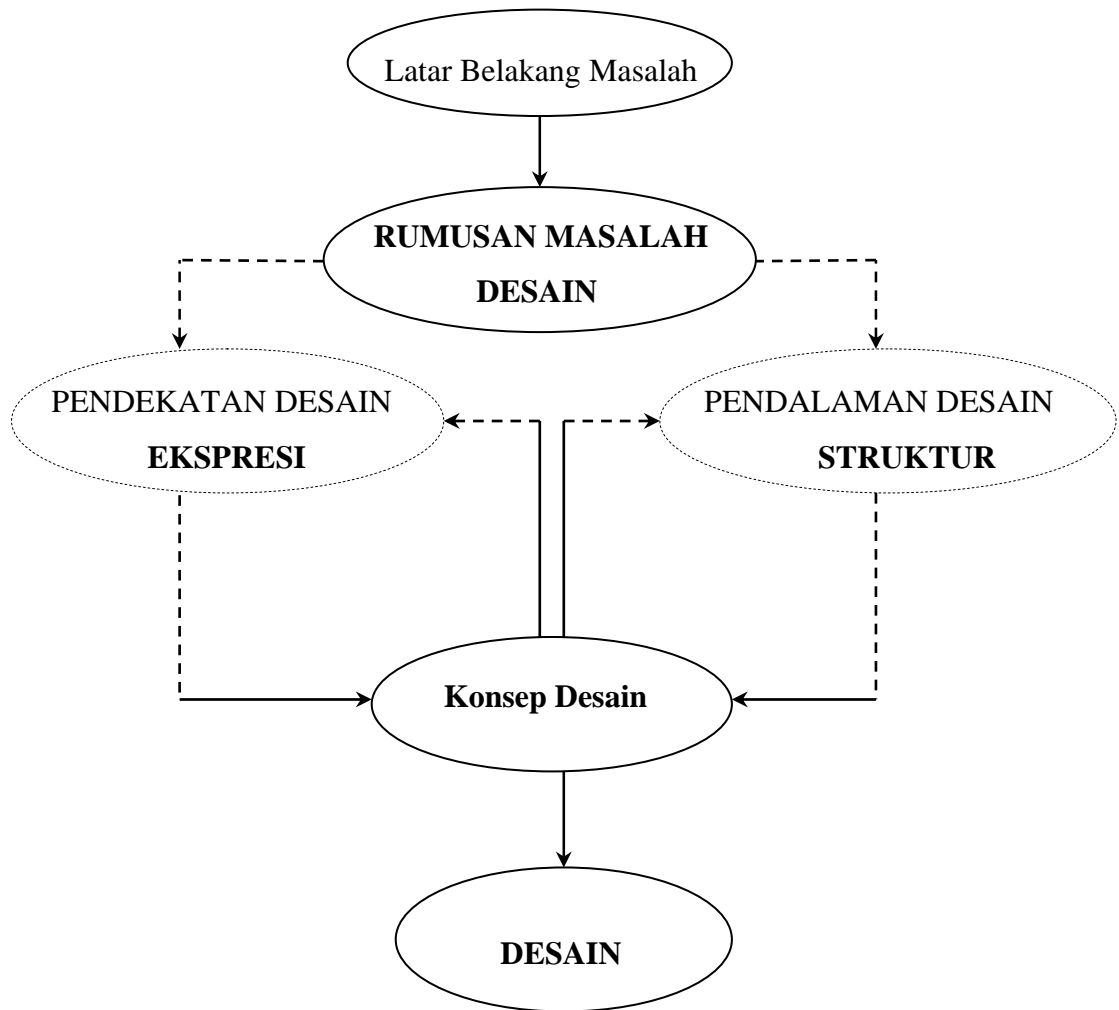 Latar Belakang Masalah
RUMUSAN MASALAH
DESAIN
PENDEKATAN DESAIN
EKSPRESI
PENDALAMAN DESAIN
STRUKTUR
Konsep Desain
DESAIN